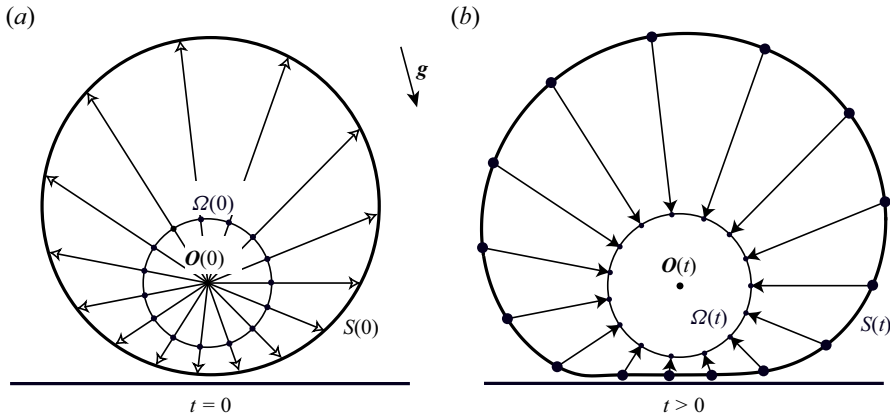 (a)
(b)
g
Ω(0)
O(0)
S(0)
O(t)
Ω(t)
S(t)
t = 0
t > 0